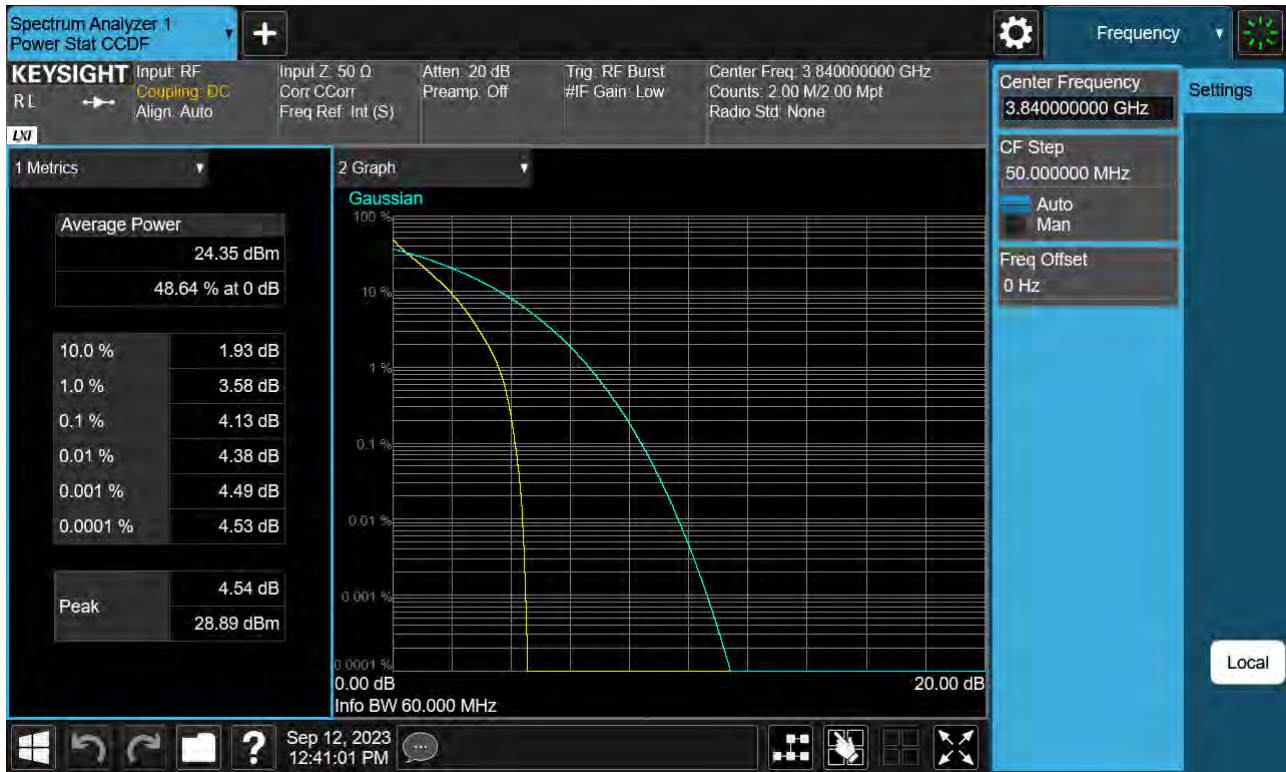 Spectrum Analyzer 1
Power Stat CCDF
Frequency
KEYSIGHT
RL
LXI
Input: RF
Coupling: DC
Align: Auto
Input Z: 50 Ω
Corr CCorr
Freq Ref: Int (S)
Atten: 20 dB
Preamp: Off
Trig: RF Burst
#IF Gain: Low
Center Freq: 3.840000000 GHz
Counts: 2.00 M/2.00 Mpt
Radio Std: None
Center Frequency
3.840000000 GHz
Settings
CF Step
50.000000 MHz
Auto
Man
Freq Offset
0 Hz
Local
1 Metrics
Average Power
24.35 dBm
48.64 % at 0 dB
10.0 % 1.93 dB
1.0 % 3.58 dB
0.1 % 4.13 dB
0.01 % 4.38 dB
0.001 % 4.49 dB
0.0001 % 4.53 dB
Peak
4.54 dB
28.89 dBm
2 Graph
Gaussian
100 %
10 %
1 %
0.1 %
0.01 %
0.001 %
0.0001 %
0.00 dB 20.00 dB
Info BW 60.000 MHz
?
Sep 12, 2023
12:41:01 PM